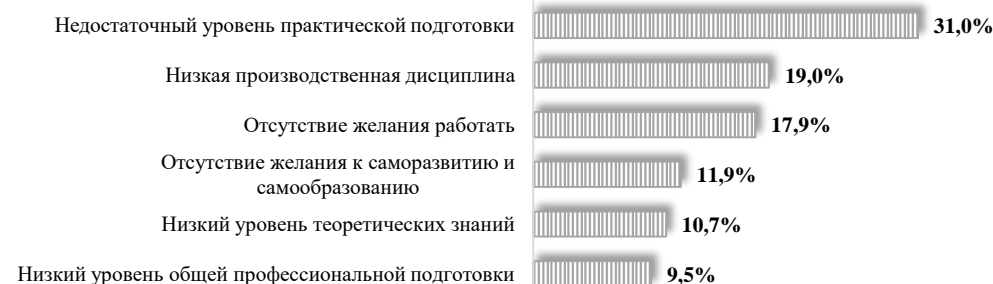 Недостаточный уровень практической подготовки 31,0%
Низкая производственная дисциплина 19,0%
Отсутствие желания работать 17,9%
Отсутствие желания к саморазвитию и
самообразованию 11,9%
Низкий уровень теоретических знаний 10,7%
Низкий уровень общей профессиональной подготовки 9,5%